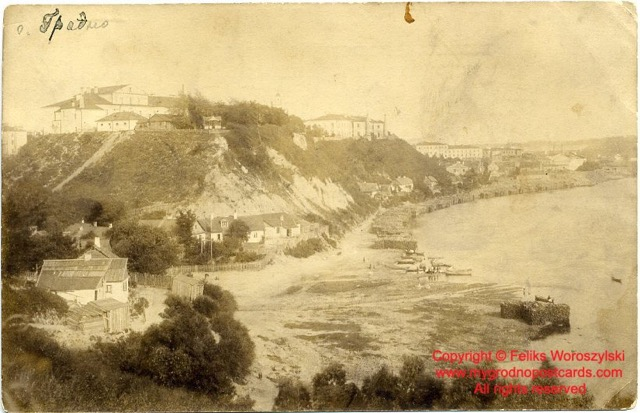 г. Гродно
Copyright © Feliks Woroszylski
www.mygrodnopostcards.com
All rights reserved